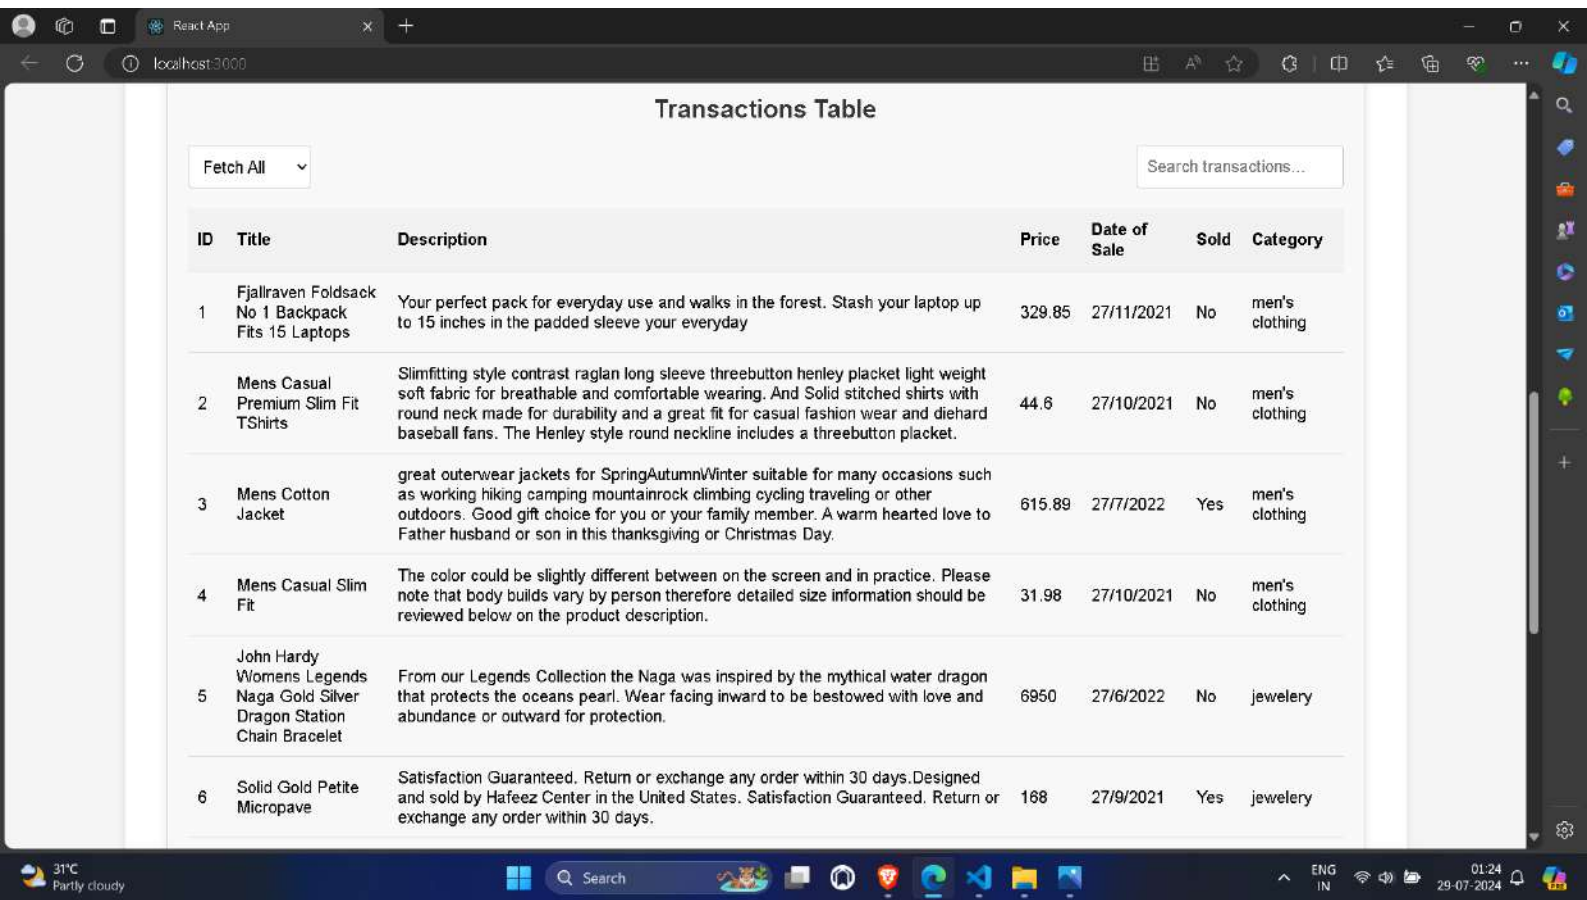 React App
localhost:3000
Transactions Table
Fetch All
Search transactions...
ID Title Description Price Date of Sale Sold Category
1 Fjallraven Foldsack No 1 Backpack Fits 15 Laptops Your perfect pack for everyday use and walks in the forest. Stash your laptop up to 15 inches in the padded sleeve your everyday 329.85 27/11/2021 No men's clothing
2 Mens Casual Premium Slim Fit TShirts Slimfitting style contrast raglan long sleeve threebutton henley placket light weight soft fabric for breathable and comfortable wearing. And Solid stitched shirts with round neck made for durability and a great fit for casual fashion wear and diehard baseball fans. The Henley style round neckline includes a threebutton placket. 44.6 27/10/2021 No men's clothing
3 Mens Cotton Jacket great outerwear jackets for SpringAutumnWinter suitable for many occasions such as working hiking camping mountainrock climbing cycling traveling or other outdoors. Good gift choice for you or your family member. A warm hearted love to Father husband or son in this thanksgiving or Christmas Day. 615.89 27/7/2022 Yes men's clothing
4 Mens Casual Slim Fit The color could be slightly different between on the screen and in practice. Please note that body builds vary by person therefore detailed size information should be reviewed below on the product description. 31.98 27/10/2021 No men's clothing
5 John Hardy Womens Legends Naga Gold Silver Dragon Station Chain Bracelet From our Legends Collection the Naga was inspired by the mythical water dragon that protects the oceans pearl. Wear facing inward to be bestowed with love and abundance or outward for protection. 6950 27/6/2022 No jewelery
6 Solid Gold Petite Micropave Satisfaction Guaranteed. Return or exchange any order within 30 days.Designed and sold by Hafeez Center in the United States. Satisfaction Guaranteed. Return or exchange any order within 30 days. 168 27/9/2021 Yes jewelery
31°C
Partly cloudy
Search
ENG
IN
01:24
29-07-2024